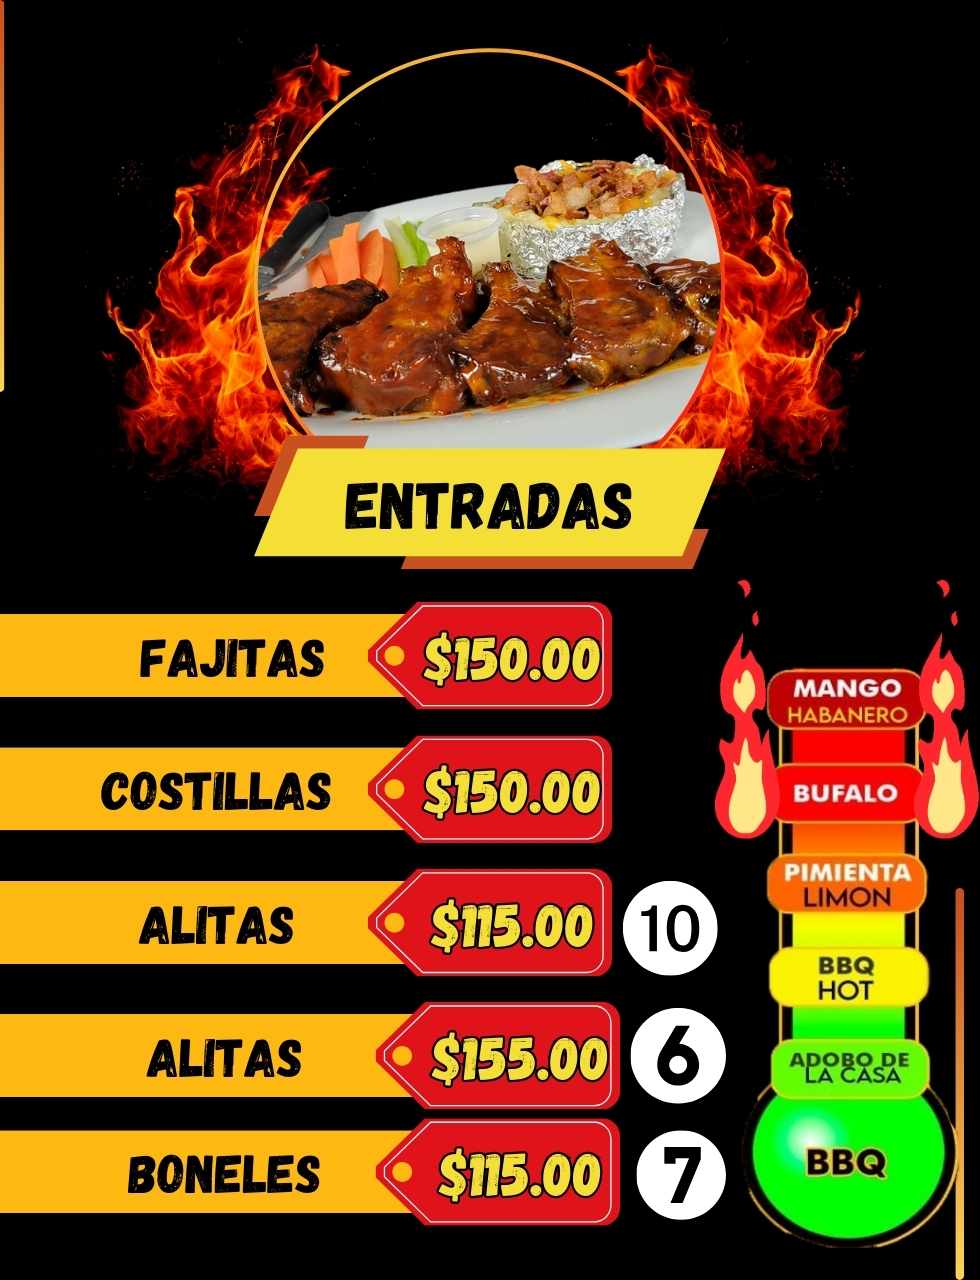 ENTRADAS
FAJITAS $150.00
COSTILLAS $150.00
ALITAS $115.00 10
ALITAS $155.00 6
BONELES $115.00 7
MANGO
HABANERO
BUFALO
PIMIENTA
LIMON
BBQ
HOT
ADOBO DE
LA CASA
BBQ